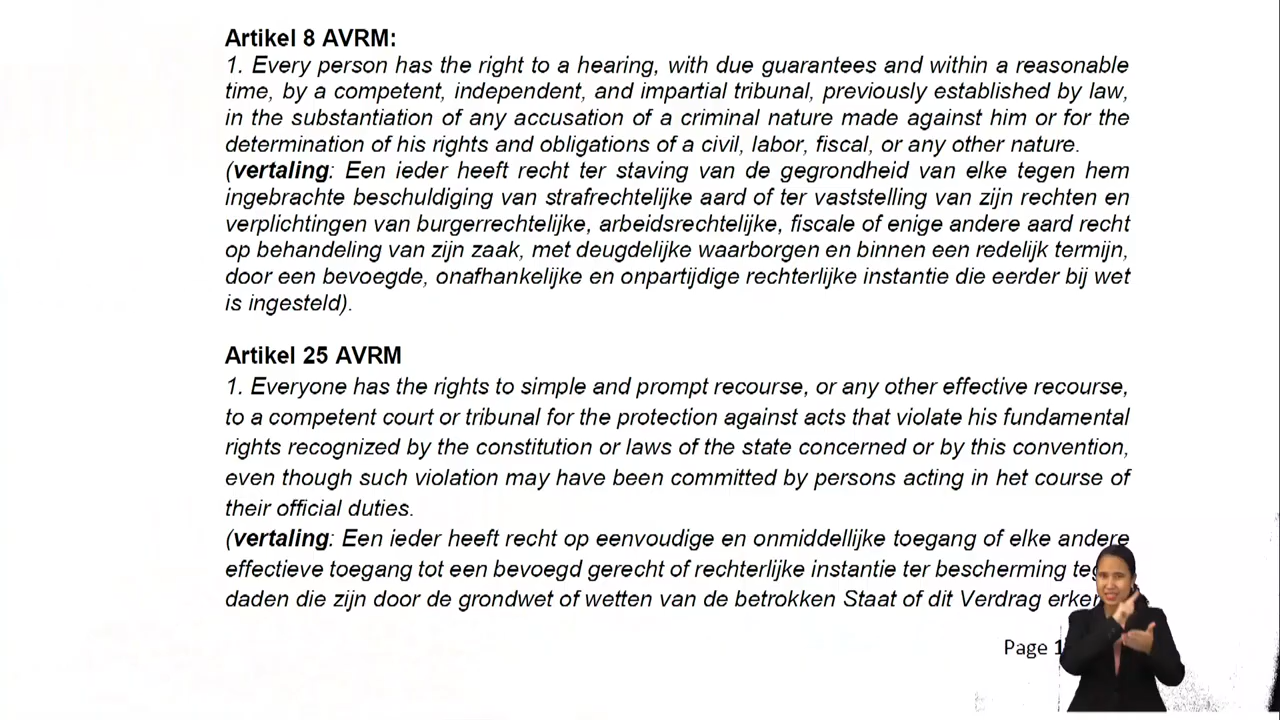 Artikel 8 AVRM:
1. Every person has the right to a hearing, with due guarantees and within a reasonable
time, by a competent, independent, and impartial tribunal, previously established by law,
in the substantiation of any accusation of a criminal nature made against him or for the
determination of his rights and obligations of a civil, labor, fiscal, or any other nature.
(vertaling: Een ieder heeft recht ter staving van de gegrondheid van elke tegen hem
ingebrachte beschuldiging van strafrechtelijke aard of ter vaststelling van zijn rechten en
verplichtingen van burgerrechtelijke, arbeidsrechtelijke, fiscale of enige andere aard recht
op behandeling van zijn zaak, met deugdelijke waarborgen en binnen een redelijk termijn,
door een bevoegde, onafhankelijke en onpartijdige rechterlijke instantie die eerder bij wet
is ingesteld).
Artikel 25 AVRM
1. Everyone has the rights to simple and prompt recourse, or any other effective recourse,
to a competent court or tribunal for the protection against acts that violate his fundamental
rights recognized by the constitution or laws of the state concerned or by this convention,
even though such violation may have been committed by persons acting in het course of
their official duties.
(vertaling: Een ieder heeft recht op eenvoudige en onmiddellijke toegang of elke andere
effectieve toegang tot een bevoegd gerecht of rechterlijke instantie ter bescherming
daden die zijn door de grondwet of wetten van de betrokken Staat of dit Verdrag
Page